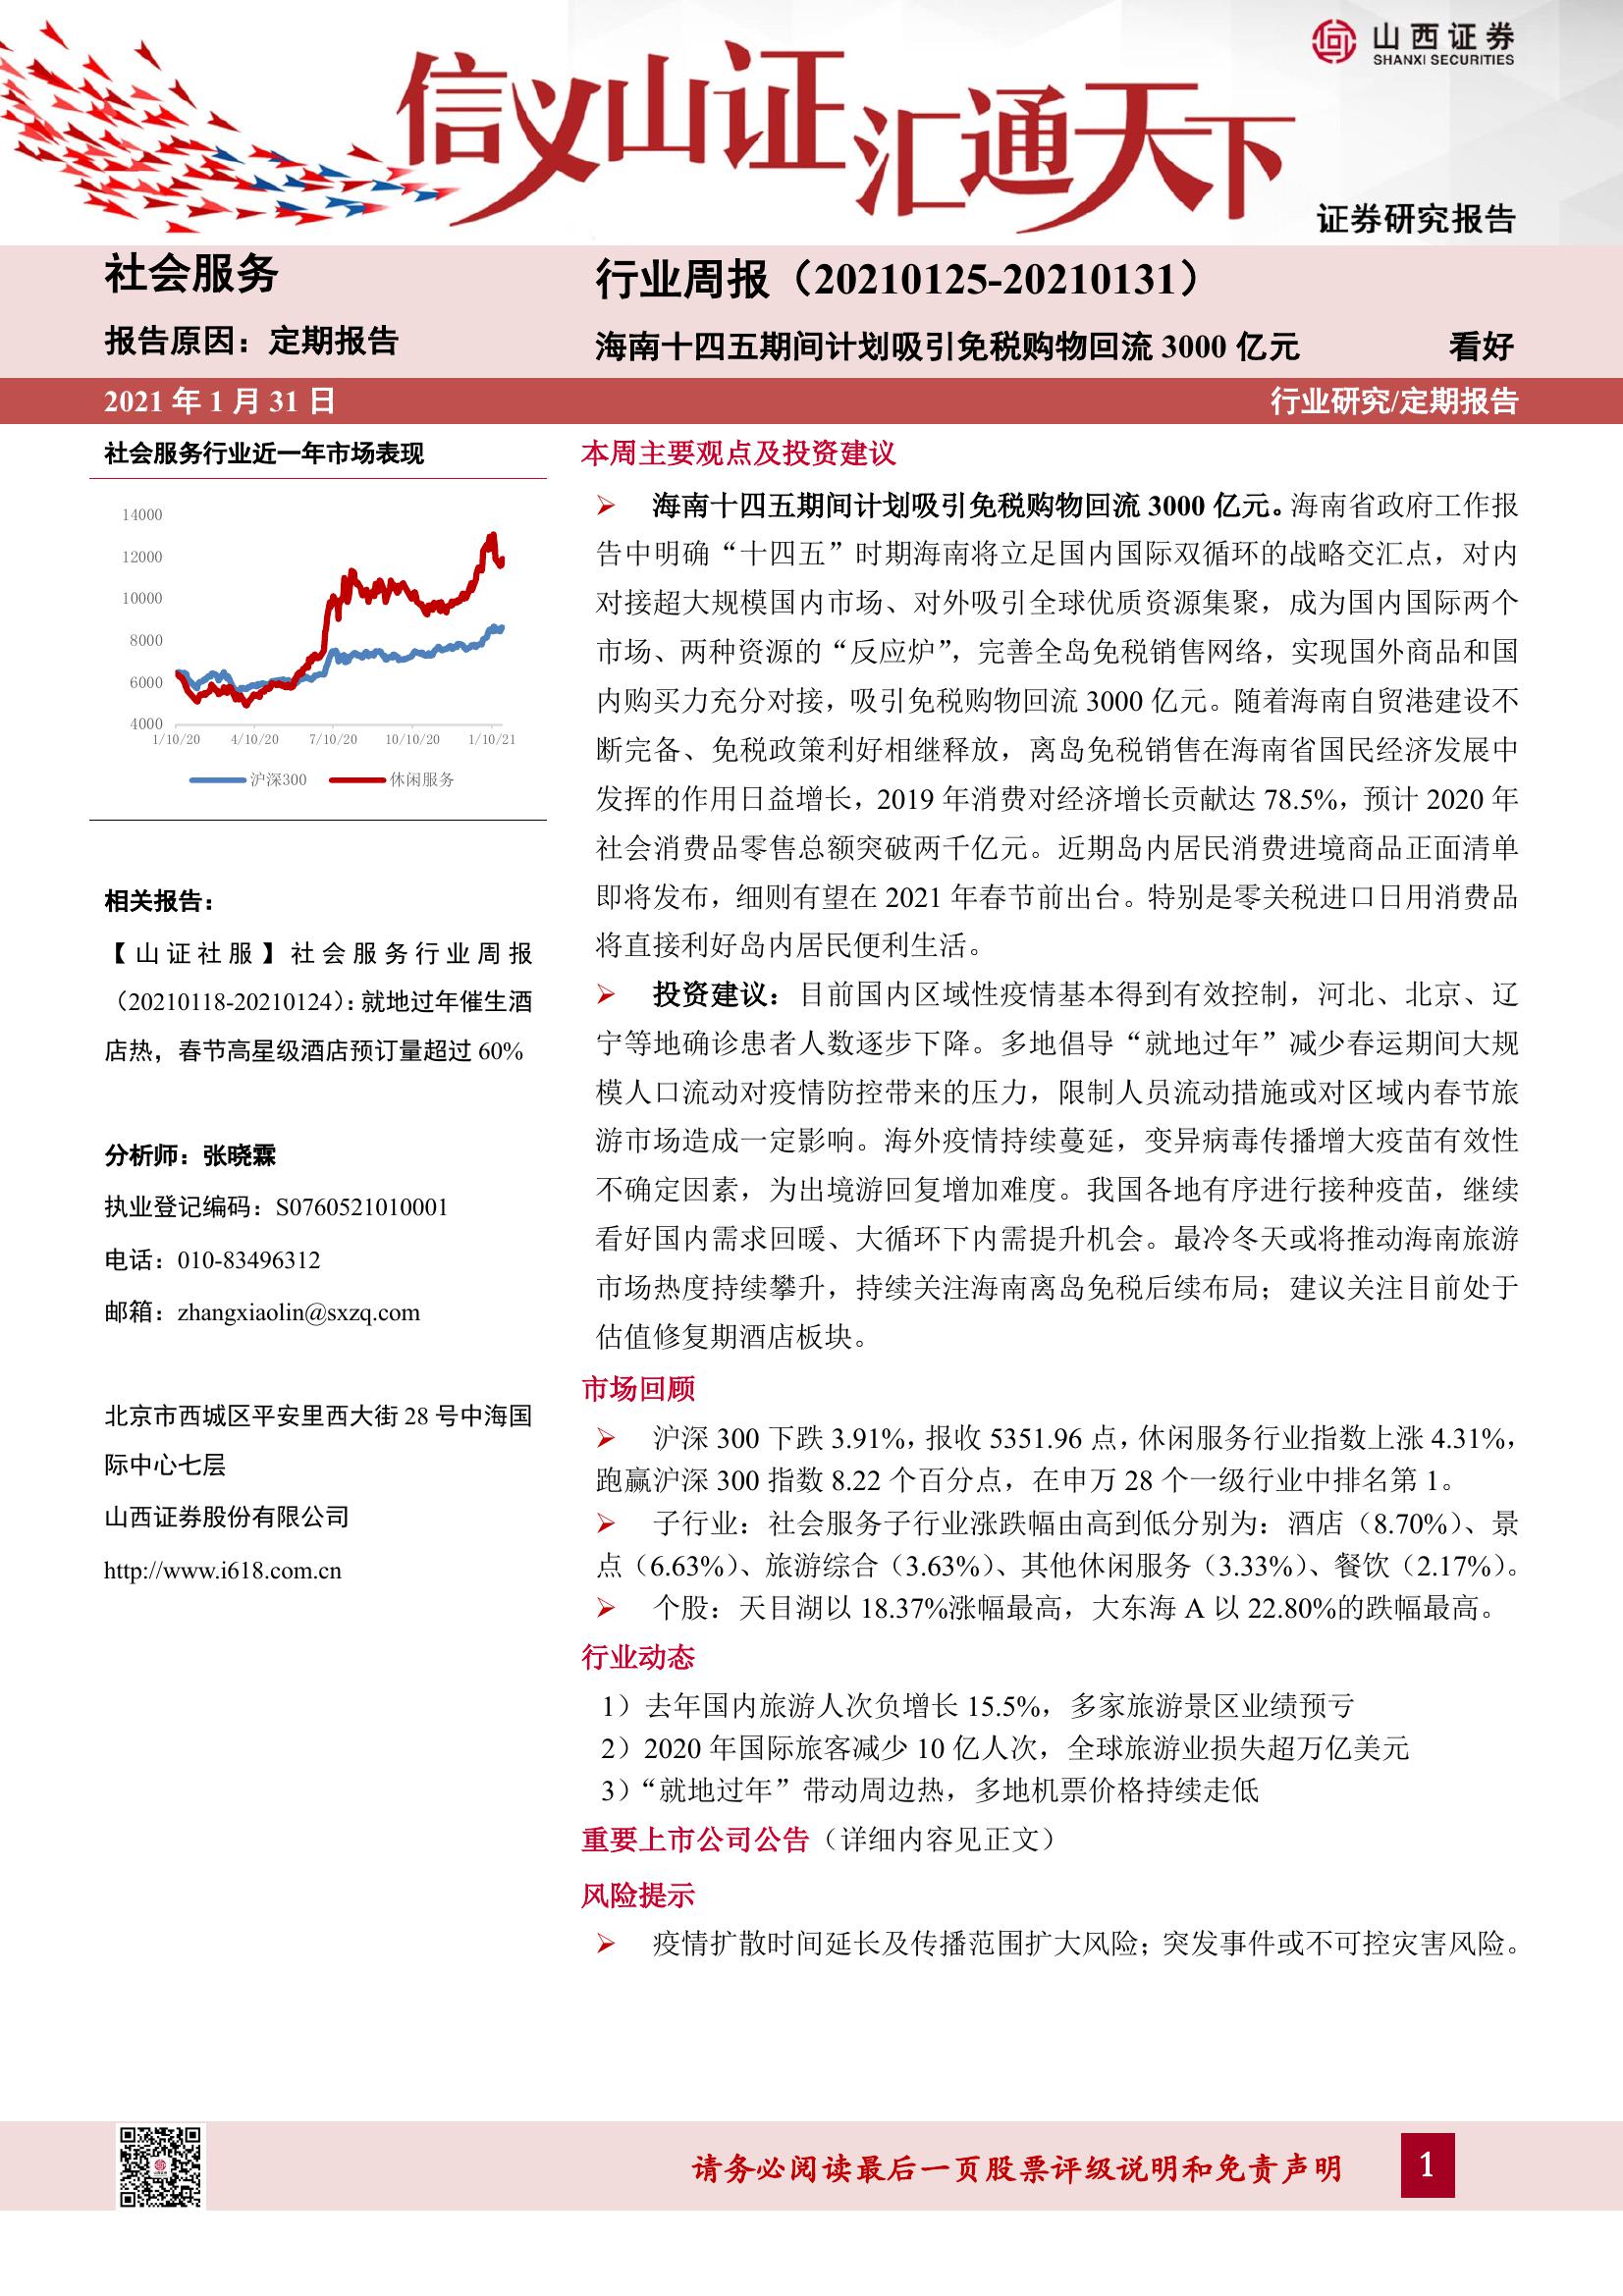 山西证券
SHANXI SECURITIES
信义山证汇通天下
证券研究报告
社会服务
报告原因：定期报告
行业周报（20210125-20210131）
海南十四五期间计划吸引免税购物回流 3000 亿元
看好
2021 年 1 月 31 日
行业研究/定期报告
社会服务行业近一年市场表现
14000
12000
10000
8000
6000
4000
1/10/20 4/10/20 7/10/20 10/10/20 1/10/21
沪深300 休闲服务
相关报告：
【山证社服】社会服务行业周报
（20210118-20210124）：就地过年催生酒
店热，春节高星级酒店预订量超过 60%
分析师：张晓霖
执业登记编码：S0760521010001
电话：010-83496312
邮箱：zhangxiaolin@sxzq.com
北京市西城区平安里西大街 28 号中海国
际中心七层
山西证券股份有限公司
http://www.i618.com.cn
本周主要观点及投资建议
➢ 海南十四五期间计划吸引免税购物回流 3000 亿元。海南省政府工作报
告中明确“十四五”时期海南将立足国内国际双循环的战略交汇点，对内
对接超大规模国内市场、对外吸引全球优质资源集聚，成为国内国际两个
市场、两种资源的“反应炉”，完善全岛免税销售网络，实现国外商品和国
内购买力充分对接，吸引免税购物回流 3000 亿元。随着海南自贸港建设不
断完备、免税政策利好相继释放，离岛免税销售在海南省国民经济发展中
发挥的作用日益增长，2019 年消费对经济增长贡献达 78.5%，预计 2020 年
社会消费品零售总额突破两千亿元。近期岛内居民消费进境商品正面清单
即将发布，细则有望在 2021 年春节前出台。特别是零关税进口日用消费品
将直接利好岛内居民便利生活。
➢ 投资建议：目前国内区域性疫情基本得到有效控制，河北、北京、辽
宁等地确诊患者人数逐步下降。多地倡导“就地过年”减少春运期间大规
模人口流动对疫情防控带来的压力，限制人员流动措施或对区域内春节旅
游市场造成一定影响。海外疫情持续蔓延，变异病毒传播增大疫苗有效性
不确定因素，为出境游回复增加难度。我国各地有序进行接种疫苗，继续
看好国内需求回暖、大循环下内需提升机会。最冷冬天或将推动海南旅游
市场热度持续攀升，持续关注海南离岛免税后续布局；建议关注目前处于
估值修复期酒店板块。
市场回顾
➢ 沪深 300 下跌 3.91%，报收 5351.96 点，休闲服务行业指数上涨 4.31%，
跑赢沪深 300 指数 8.22 个百分点，在申万 28 个一级行业中排名第 1。
➢ 子行业：社会服务子行业涨跌幅由高到低分别为：酒店（8.70%）、景
点（6.63%）、旅游综合（3.63%）、其他休闲服务（3.33%）、餐饮（2.17%）。
➢ 个股：天目湖以 18.37%涨幅最高，大东海 A 以 22.80%的跌幅最高。
行业动态
1）去年国内旅游人次负增长 15.5%，多家旅游景区业绩预亏
2）2020 年国际旅客减少 10 亿人次，全球旅游业损失超万亿美元
3）“就地过年”带动周边热，多地机票价格持续走低
重要上市公司公告（详细内容见正文）
风险提示
➢ 疫情扩散时间延长及传播范围扩大风险；突发事件或不可控灾害风险。
请务必阅读最后一页股票评级说明和免责声明
1